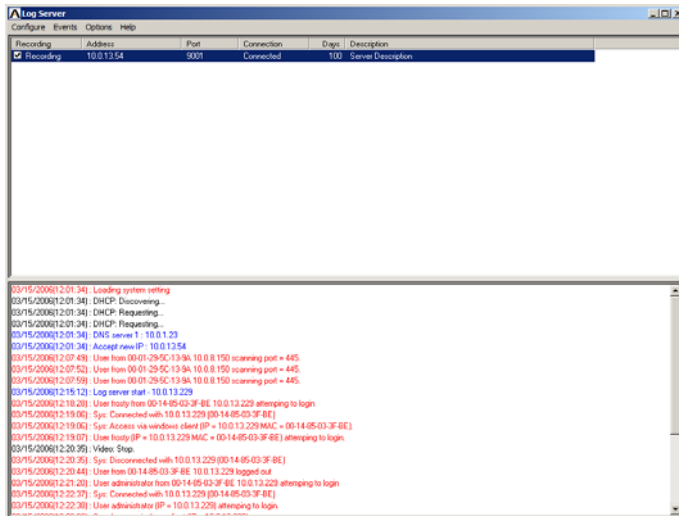 Log Server
Configure Events Options Help
Recording Address Port Connection Days Description
Recording 10.0.13.54 9001 Connected 100 Server Description
03/15/2006(12:01:34) : Loading system setting
03/15/2006(12:01:34) : DHCP: Discovering...
03/15/2006(12:01:34) : DHCP: Requesting...
03/15/2006(12:01:34) : DHCP: Requesting...
03/15/2006(12:01:34) : DNS server 1 : 10.0.1.23
03/15/2006(12:01:34) : Accept new IP : 10.0.13.54
03/15/2006(12:07:49) : User from 00-01-29-5C-13-9A 10.0.8.150 scanning port = 445.
03/15/2006(12:07:52) : User from 00-01-29-5C-13-9A 10.0.8.150 scanning port = 445.
03/15/2006(12:07:59) : User from 00-01-29-5C-13-9A 10.0.8.150 scanning port = 445.
03/15/2006(12:15:12) : Log server start - 10.0.13.229
03/15/2006(12:18:28) : User frosty from 00-14-85-03-3F-BE 10.0.13.229 attemping to login
03/15/2006(12:19:06) : Sys: Connected with 10.0.13.229 (00-14-85-03-3F-BE)
03/15/2006(12:19:06) : Sys: Access via windows client (IP = 10.0.13.229 MAC = 00-14-85-03-3F-BE).
03/15/2006(12:19:07) : User frosty (IP = 10.0.13.229 MAC = 00-14-85-03-3F-BE) attemping to login.
03/15/2006(12:20:35) : Video: Stop.
03/15/2006(12:20:35) : Sys: Disconnected with 10.0.13.229 (00-14-85-03-3F-BE)
03/15/2006(12:20:44) : User from 00-14-85-03-3F-BE 10.0.13.229 logged out
03/15/2006(12:21:20) : User administrator from 00-14-85-03-3F-BE 10.0.13.229 attemping to login
03/15/2006(12:22:37) : Sys: Connected with 10.0.13.229 (00-14-85-03-3F-BE)
03/15/2006(12:22:38) : User administrator (IP = 10.0.13.229) attemping to login.